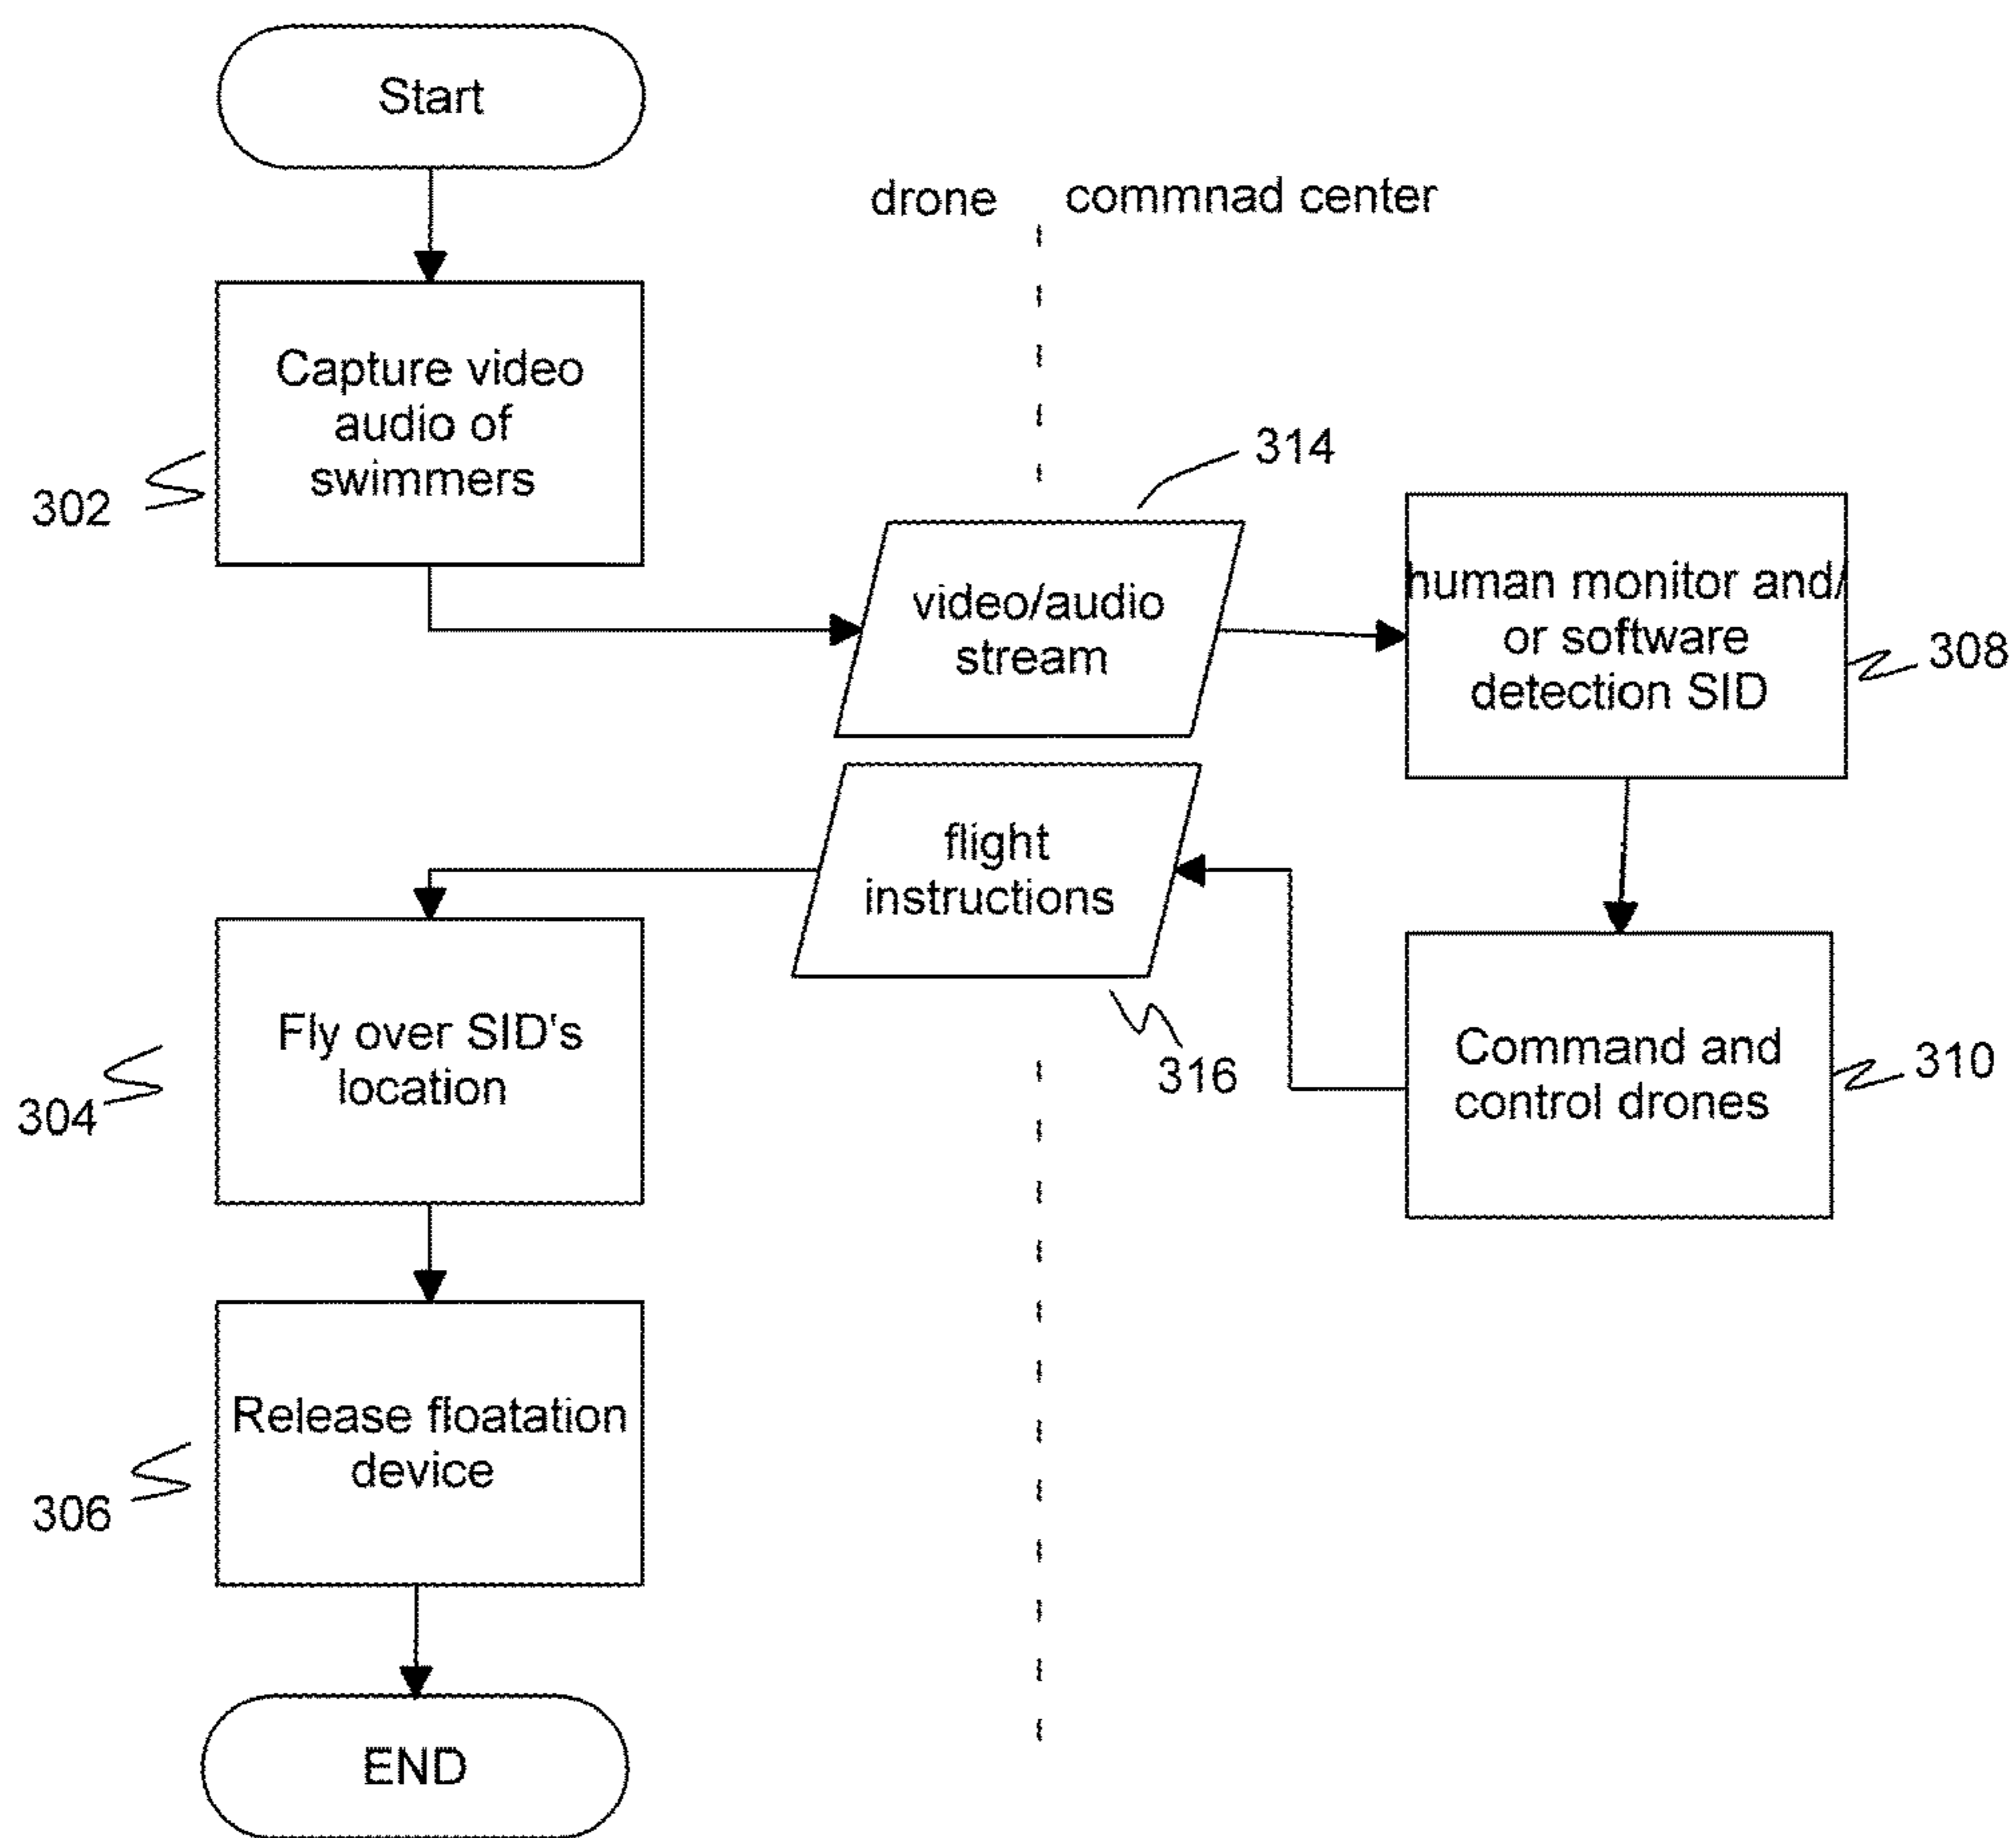 Start
drone
commnad center
Capture video
audio of
swimmers
302
314
video/audio
stream
human monitor and/
or software
detection SID
308
flight
instructions
316
Command and
control drones
310
Fly over SID's
location
304
Release floatation
device
306
END